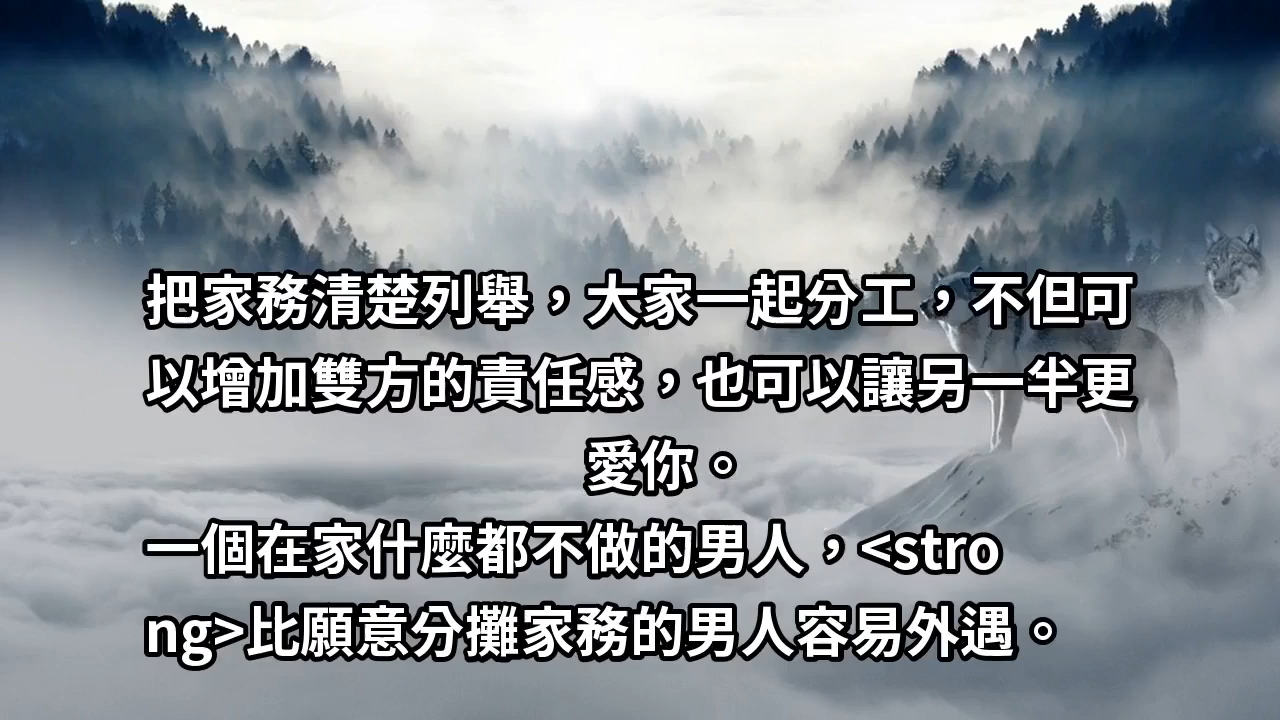 把家務清楚列舉，大家一起分工，不但可
以增加雙方的責任感，也可以讓另一半更
愛你。
一個在家什麼都不做的男人，<stro
ng>比願意分攤家務的男人容易外遇。